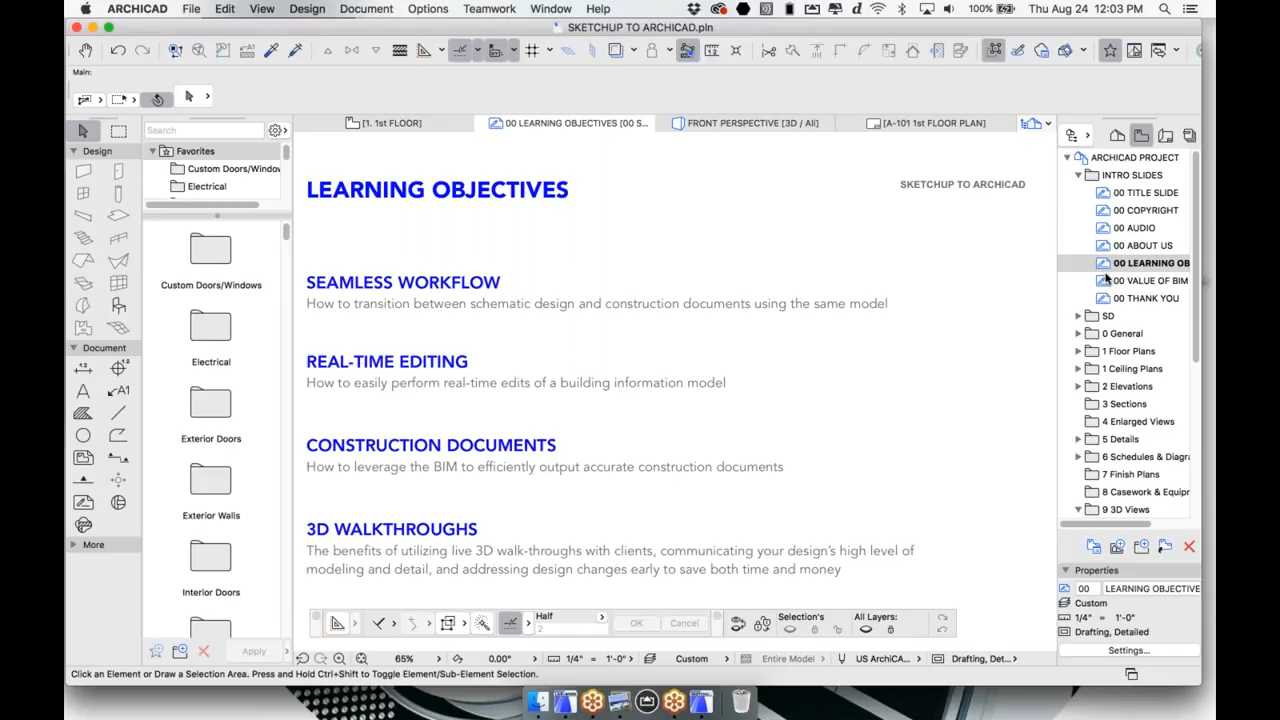 File Edit View Design Document Options Teamwork Window Help 100% Thu Aug 24 12:03 PM
SKETCHUP TO ARCHICAD.pln
Main:
Search
[1. 1st FLOOR] 00 LEARNING OBJECTIVES [00 S... FRONT PERSPECTIVE [3D / All] [A-101 1st FLOOR PLAN]
Design
Favorites
Custom Doors/Window
Electrical
Custom Doors/Windows
Electrical
Exterior Doors
Exterior Walls
Interior Doors
Document
A1
More
Apply
LEARNING OBJECTIVES
SKETCHUP TO ARCHICAD
SEAMLESS WORKFLOW
How to transition between schematic design and construction documents using the same model
REAL-TIME EDITING
How to easily perform real-time edits of a building information model
CONSTRUCTION DOCUMENTS
How to leverage the BIM to efficiently output accurate construction documents
3D WALKTHROUGHS
The benefits of utilizing live 3D walk-throughs with clients, communicating your design's high level of
modeling and detail, and addressing design changes early to save both time and money
Half
2
OK Cancel
Selection's
All Layers:
65% 0.00° 1/4" = 1'-0" Custom Entire Model US ArchiCA... Drafting, Det...
Click an Element or Draw a Selection Area. Press and Hold Ctrl+Shift to Toggle Element/Sub-Element Selection.
ARCHICAD PROJECT
INTRO SLIDES
00 TITLE SLIDE
00 COPYRIGHT
00 AUDIO
00 ABOUT US
00 LEARNING OB
00 VALUE OF BIM
00 THANK YOU
SD
0 General
1 Floor Plans
1 Ceiling Plans
2 Elevations
3 Sections
4 Enlarged Views
5 Details
6 Schedules & Diagra
7 Finish Plans
8 Casework & Equip
9 3D Views
Properties
00 LEARNING OBJECTIVE
Custom
1/4" = 1'-0"
Drafting, Detailed
Settings...